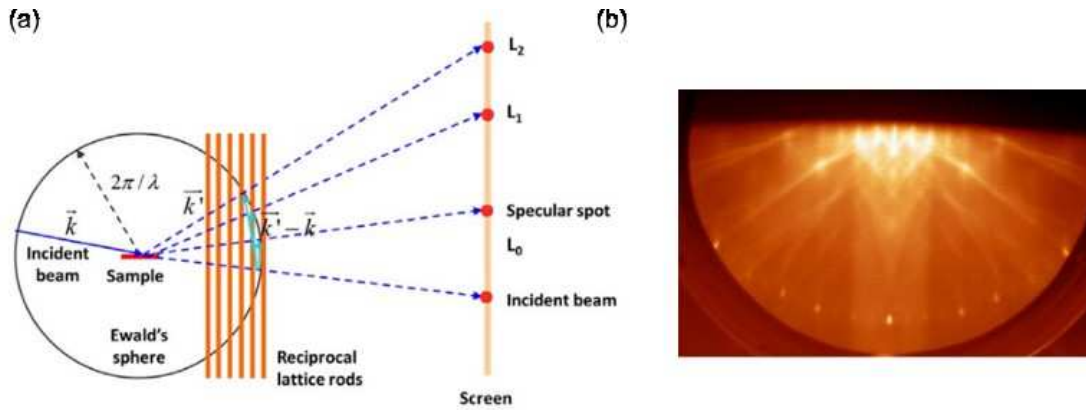 (a)
(b)
L₂
L₁
2π/λ
k⃗'
k⃗
k⃗'-k⃗
Specular spot
L₀
Incident
beam
Sample
Incident beam
Ewald's
sphere
Reciprocal
lattice rods
Screen